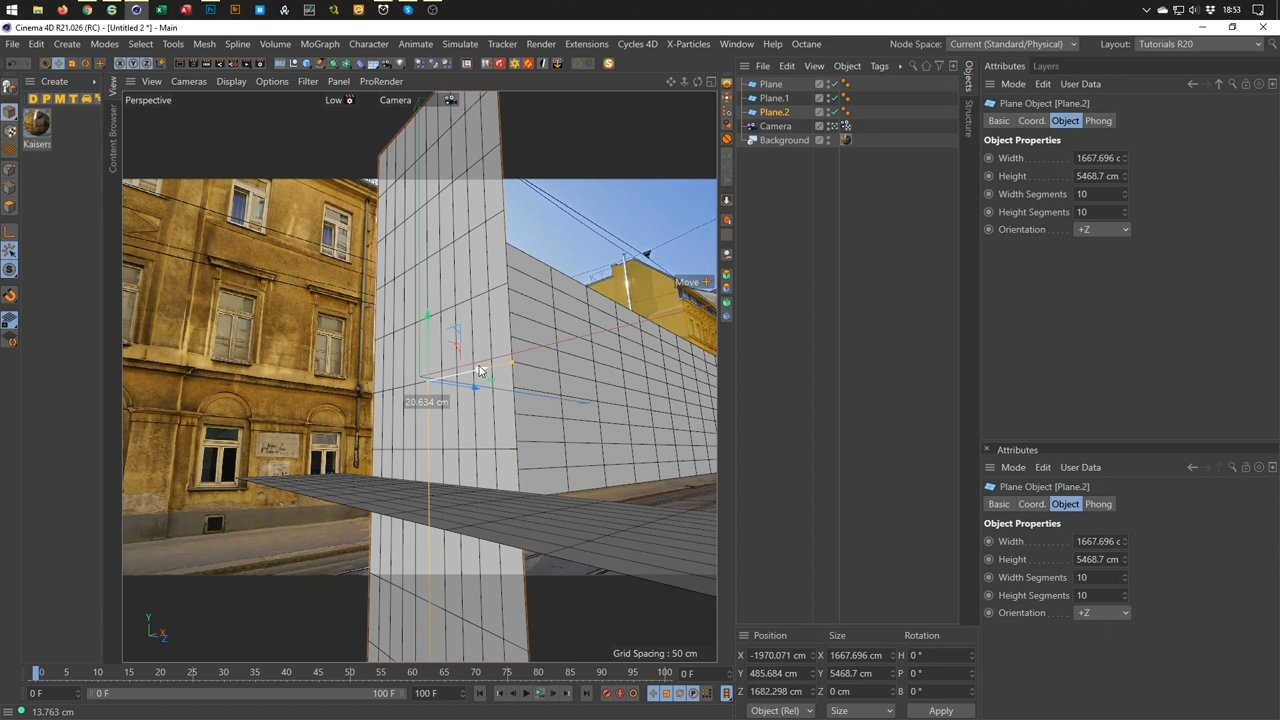 18:53
Cinema 4D R21.026 (RC) - [Untitled 2 *] - Main
File Edit Create Modes Select Tools Mesh Spline Volume MoGraph Character Animate Simulate Tracker Render Extensions Cycles 4D X-Particles Window Help Octane
Node Space: Current (Standard/Physical) Layout: Tutorials R20
Create
D P M T
Kaisers
View
Content Browser
View Cameras Display Options Filter Panel ProRender
Perspective Low Camera
Move
20.634 cm
Grid Spacing : 50 cm
File Edit View Object Tags
Plane
Plane.1
Plane.2
Camera
Background
Objects
Structure
Attributes Layers
Mode Edit User Data
Plane Object [Plane.2]
Basic Coord. Object Phong
Object Properties
Width 1667.696 c
Height 5468.7 cm
Width Segments 10
Height Segments 10
Orientation +Z
Attributes
Mode Edit User Data
Plane Object [Plane.2]
Basic Coord. Object Phong
Object Properties
Width 1667.696 c
Height 5468.7 cm
Width Segments 10
Height Segments 10
Orientation +Z
Position Size Rotation
X -1970.071 cm X 1667.696 cm H 0 °
Y 485.684 cm Y 5468.7 cm P 0 °
Z 1682.298 cm Z 0 cm B 0 °
Object (Rel) Size Apply
0 5 10 15 20 25 30 35 40 45 50 55 60 65 70 75 80 85 90 95 100 0 F
0 F 0 F 100 F 100 F
13.763 cm